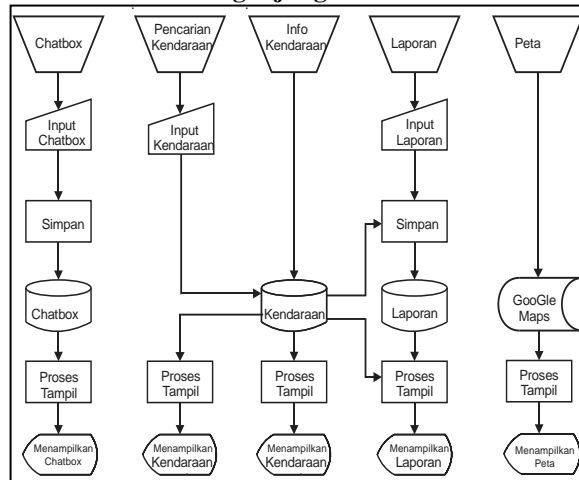 Chatbox
Pencarian
Kendaraan
Info
Kendaraan
Laporan
Peta
Input
Chatbox
Input
Kendaraan
Input
Laporan
Simpan
Simpan
Chatbox
Kendaraan
Laporan
GooGle
Maps
Proses
Tampil
Proses
Tampil
Proses
Tampil
Proses
Tampil
Proses
Tampil
Menampilkan
Chatbox
Menampilkan
Kendaraan
Menampilkan
Kendaraan
Menampilkan
Laporan
Menampilkan
Peta